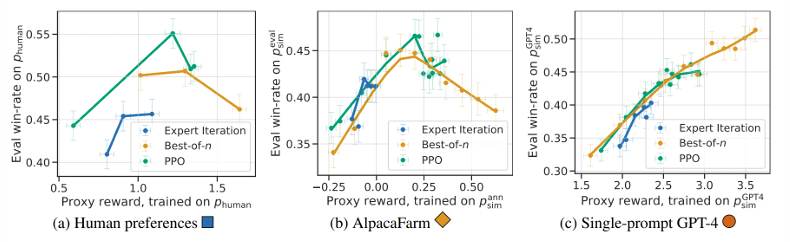 Eval win-rate on p_human
0.55
0.50
0.45
0.40
Expert Iteration
Best-of-n
PPO
0.5 1.0 1.5
Proxy reward, trained on p_human
(a) Human preferences
Eval win-rate on p_sim^eval
0.45
0.40
0.35
Expert Iteration
Best-of-n
PPO
−0.25 0.00 0.25 0.50
Proxy reward, trained on p_sim^ann
(b) AlpacaFarm
Eval win-rate on p_sim^GPT4
0.50
0.45
0.40
0.35
0.30
Expert Iteration
Best-of-n
PPO
1.5 2.0 2.5 3.0 3.5
Proxy reward, trained on p_sim^GPT4
(c) Single-prompt GPT-4